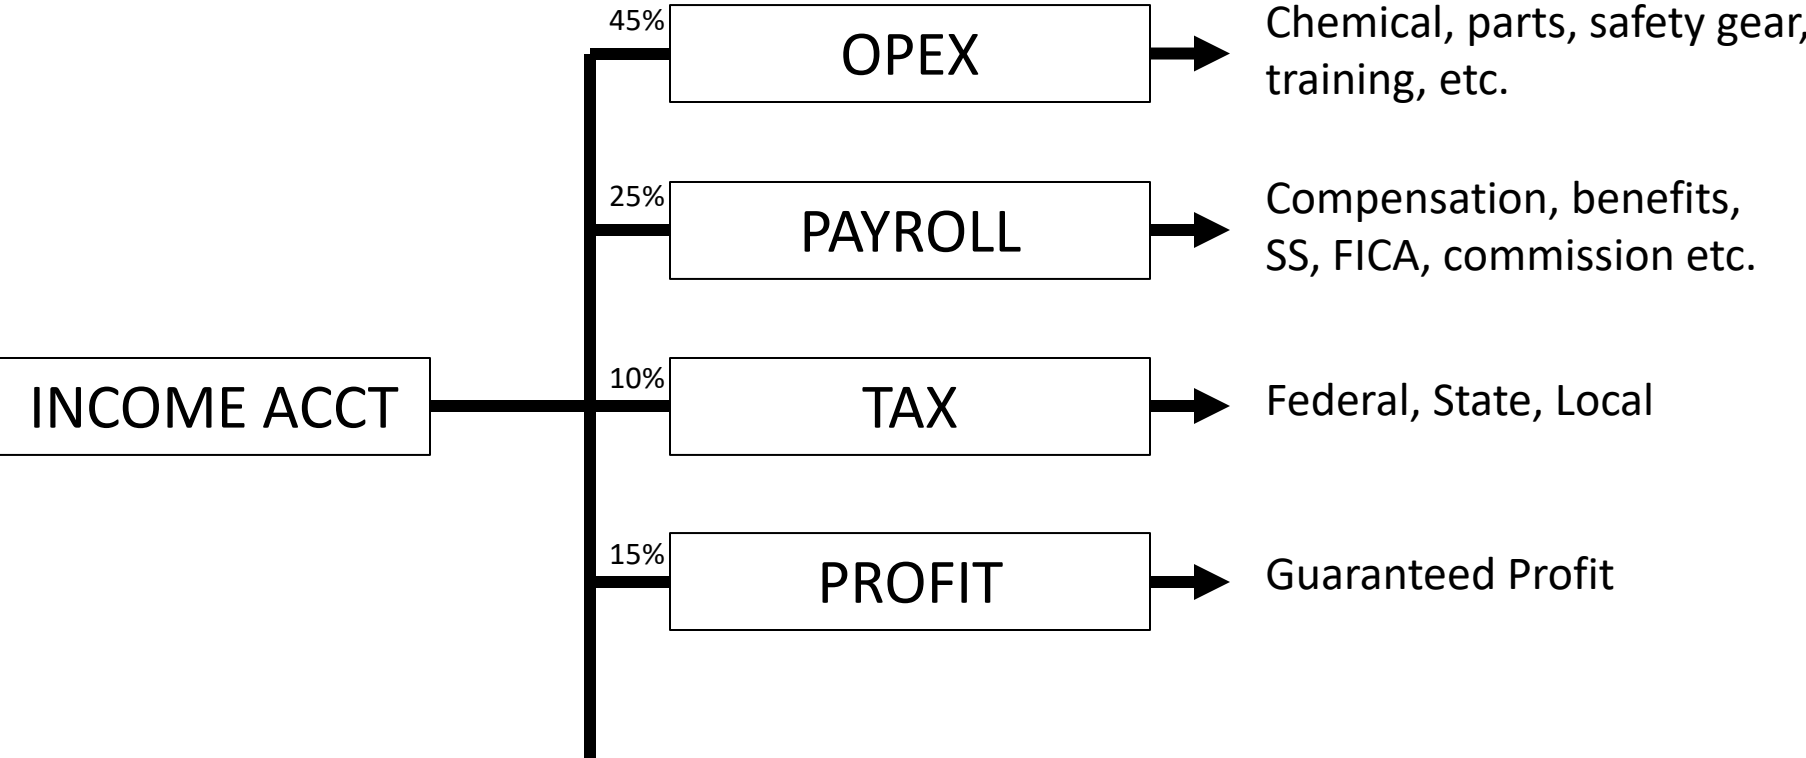 45%
OPEX
Chemical, parts, safety gear,
training, etc.
25%
PAYROLL
Compensation, benefits,
SS, FICA, commission etc.
INCOME ACCT
10%
TAX
Federal, State, Local
15%
PROFIT
Guaranteed Profit